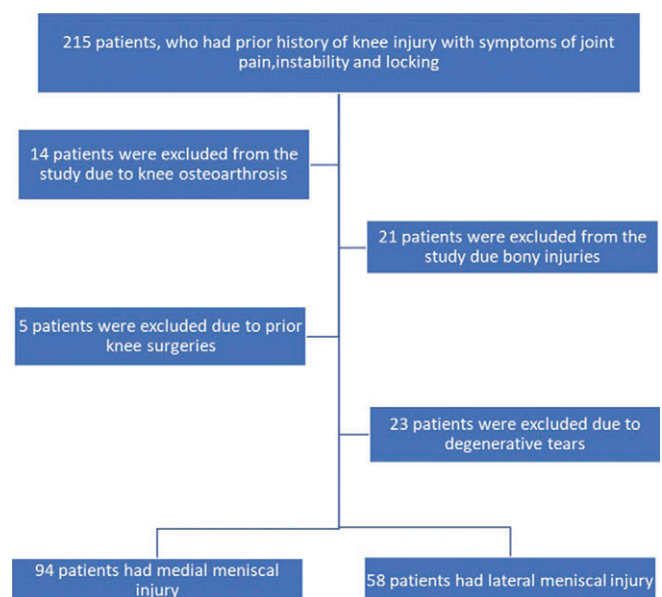 215 patients, who had prior history of knee injury with symptoms of joint
pain,instability and locking
14 patients were excluded from the
study due to knee osteoarthrosis
21 patients were excluded from the
study due bony injuries
5 patients were excluded due to prior
knee surgeries
23 patients were excluded due to
degenerative tears
94 patients had medial meniscal
injury
58 patients had lateral meniscal injury